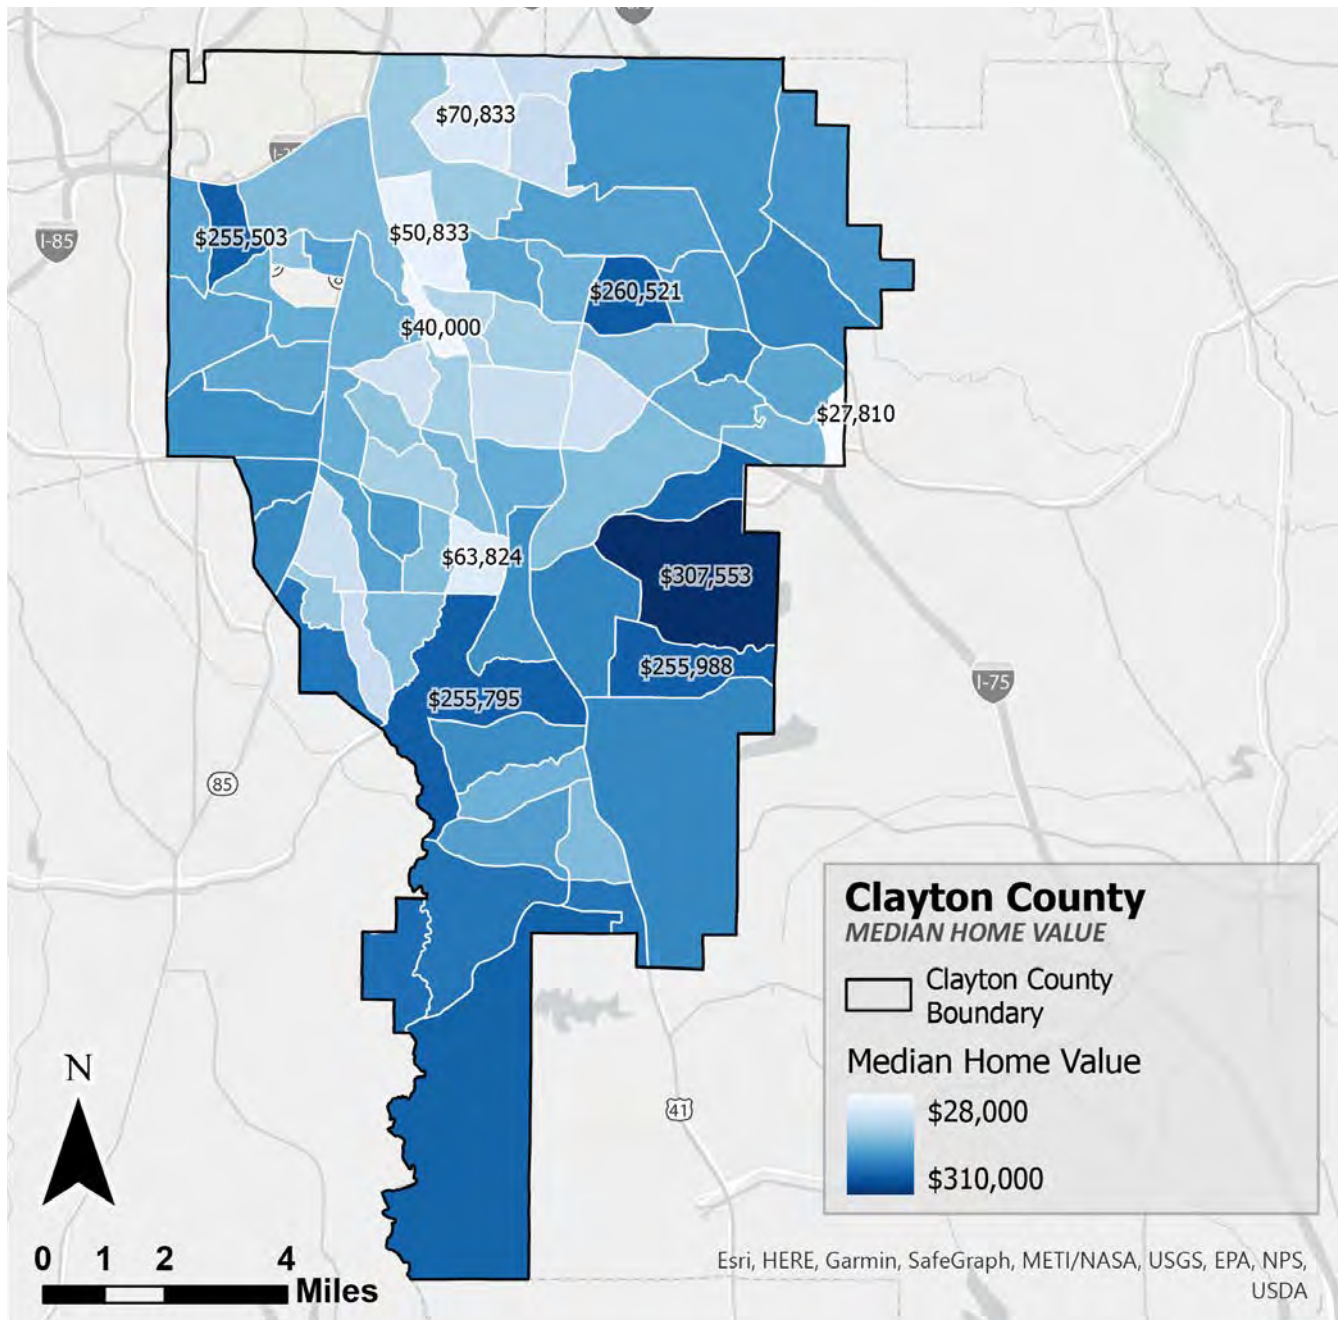 $70,833
$255,503
$50,833
I-85
$260,521
$40,000
$27,810
$63,824
$307,553
$255,988
I-75
$255,795
85
Clayton County
MEDIAN HOME VALUE
Clayton County
Boundary
Median Home Value
$28,000
$310,000
N
41
0 1 2 4
Miles
Esri, HERE, Garmin, SafeGraph, METI/NASA, USGS, EPA, NPS,
USDA